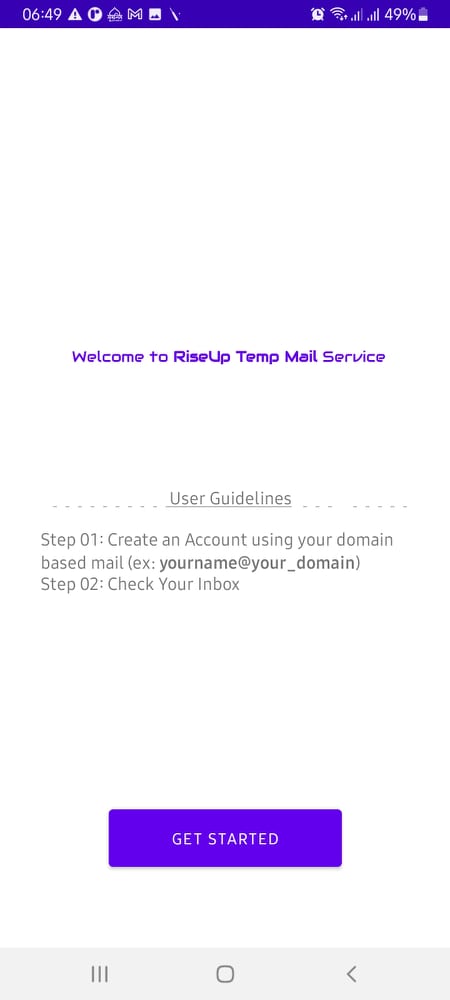 06:49
49%
Welcome to RiseUp Temp Mail Service
User Guidelines
Step 01: Create an Account using your domain
based mail (ex: yourname@your_domain)
Step 02: Check Your Inbox
GET STARTED